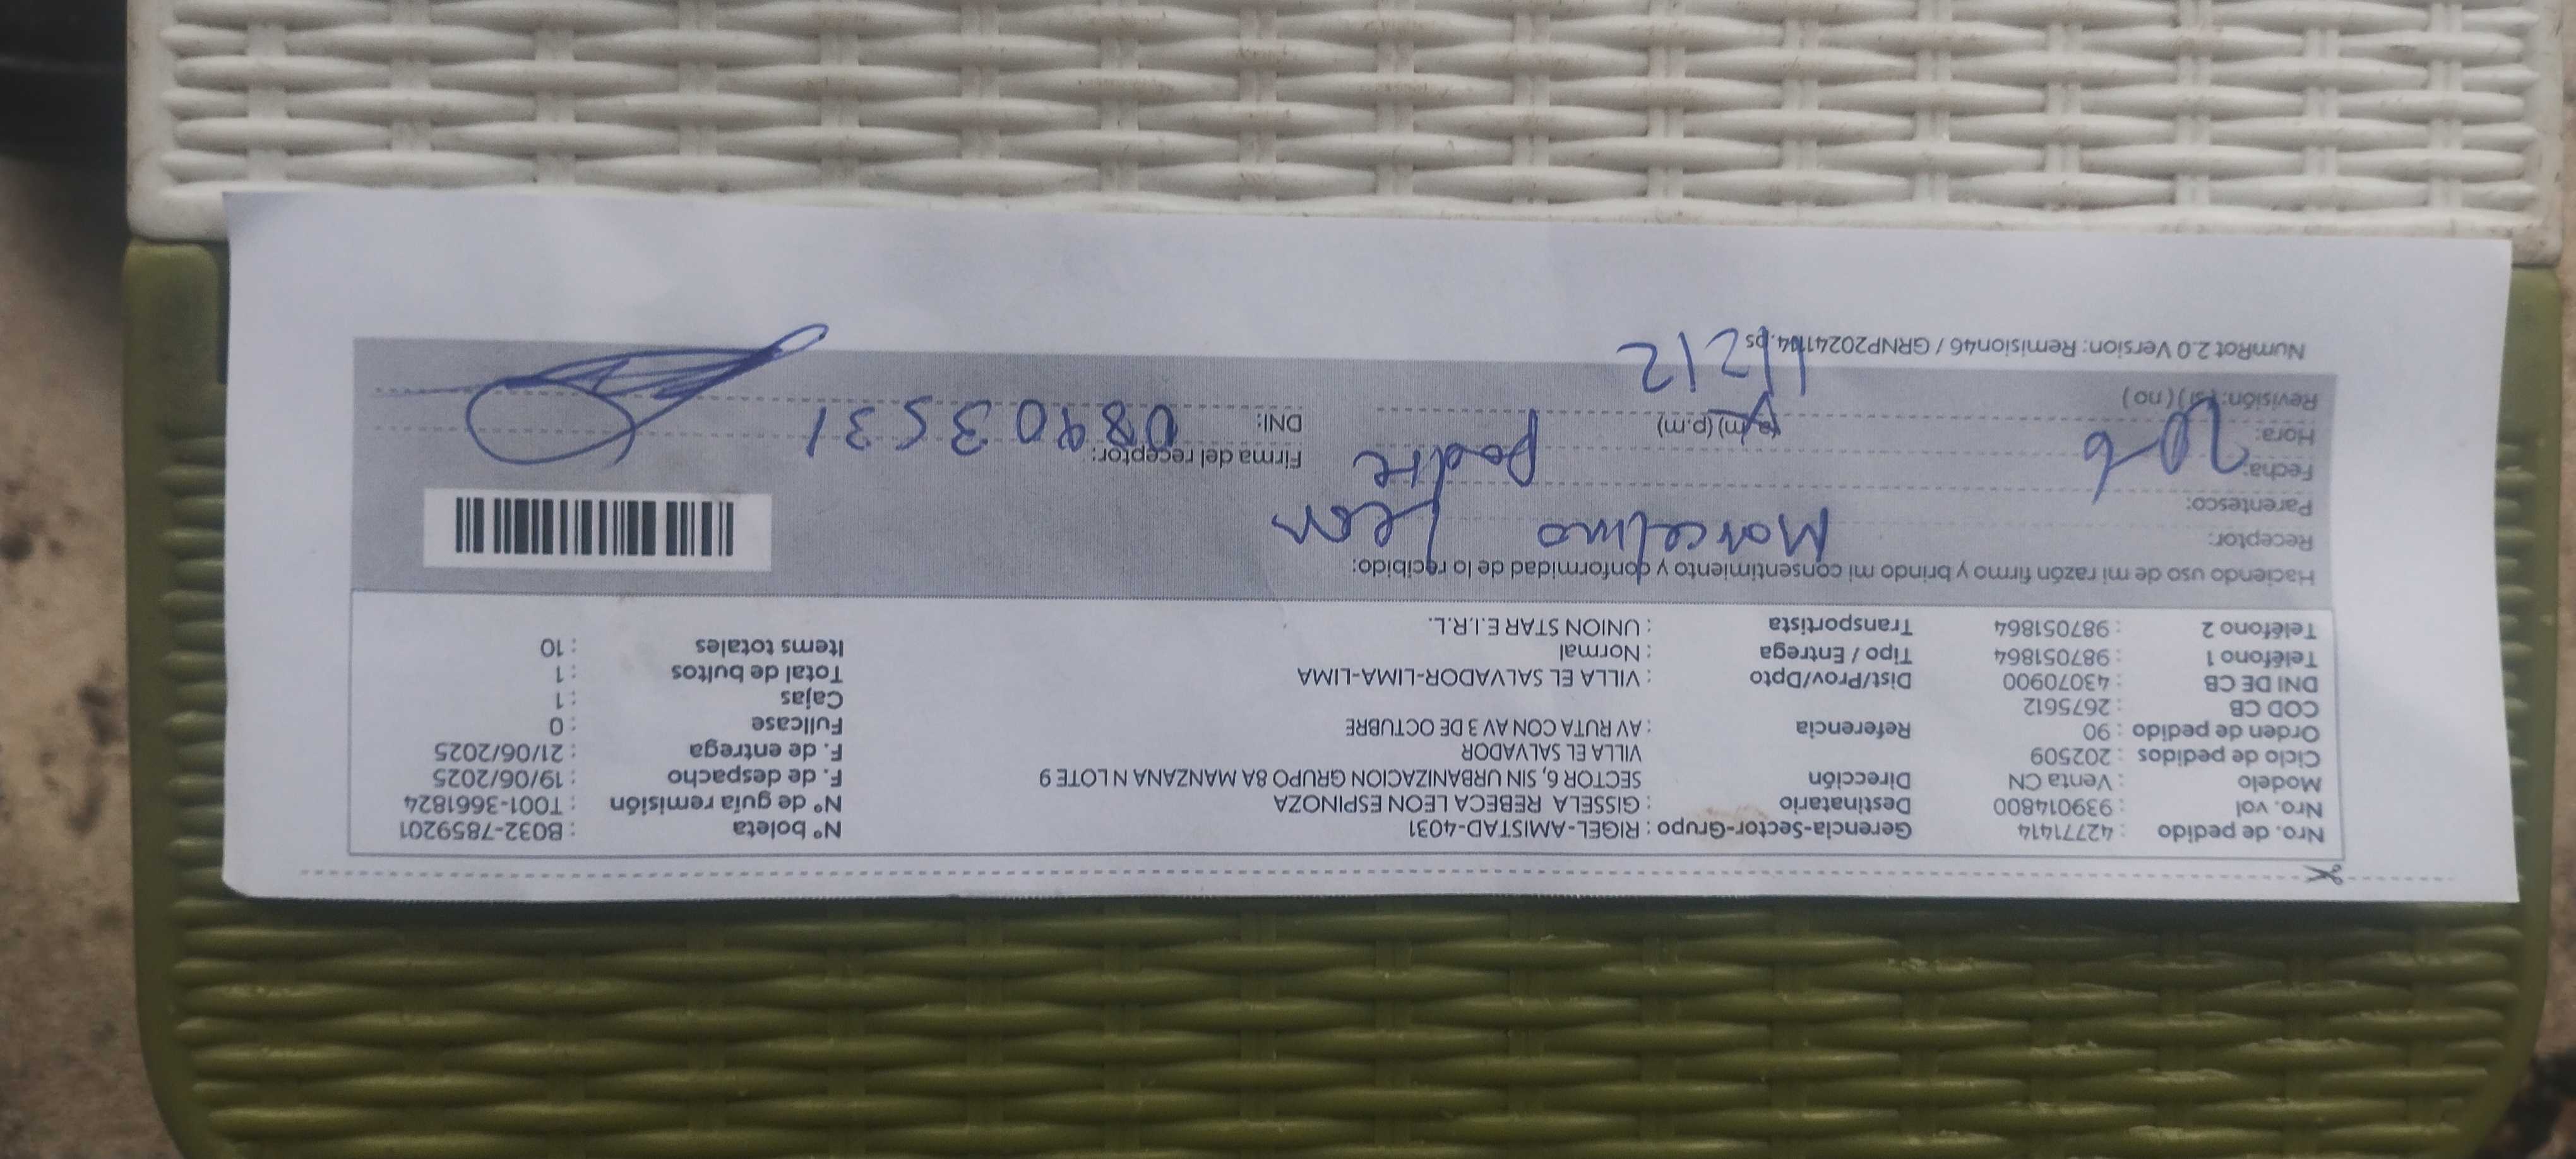 Nro. de pedido : 42771414 Gerencia-Sector-Grupo : RIGEL-AMISTAD-4031 N° boleta : B032-7859201
Nro. vol : 939014800 Destinatario : GISSELA REBECA LEON ESPINOZA N° de guía remisión : T001-3661824
Modelo : Venta CN Dirección SECTOR 6, SIN URBANIZACION GRUPO 8A MANZANA N LOTE 9 F. de despacho : 19/06/2025
Ciclo de pedidos : 202509 VILLA EL SALVADOR F. de entrega : 21/06/2025
Orden de pedido : 90 Referencia : AV RUTA CON AV 3 DE OCTUBRE Fullcase : 0
COD CB : 2675612 Cajas : 1
DNI DE CB : 43070900 Dist/Prov/Dpto : VILLA EL SALVADOR-LIMA-LIMA Total de bultos : 1
Teléfono 1 : 987051864 Tipo / Entrega : Normal Items totales : 10
Teléfono 2 : 987051864 Transportista : UNION STAR E.I.R.L.
Haciendo uso de mi razón firmo y brindo mi consentimiento y conformidad de lo recibido:
Receptor: Marcelino Leon
Parentesco: Padre
Fecha: 20-6 Firma del receptor:
Hora: (a.m) (p.m) DNI: 08903531
Revisión: (si) (no)
NumRot 2.0 Version: Remision46 / GRNP20241104.ps